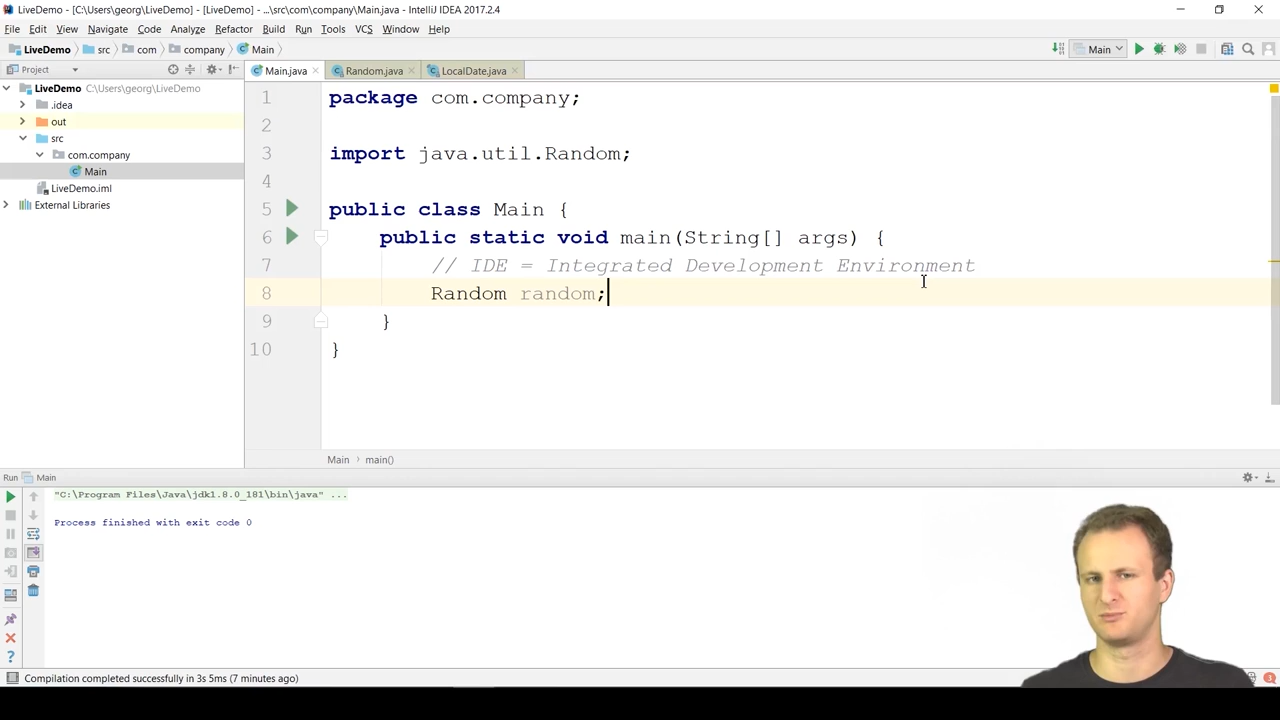 LiveDemo - [C:\Users\georg\LiveDemo] - [LiveDemo] - ...\src\com\company\Main.java - IntelliJ IDEA 2017.2.4
File Edit View Navigate Code Analyze Refactor Build Run Tools VCS Window Help
LiveDemo src com company Main Main
Project
Main.java Random.java LocalDate.java
LiveDemo C:\Users\georg\LiveDemo
.idea
out
src
com.company
Main
LiveDemo.iml
External Libraries
1 package com.company;
2
3 import java.util.Random;
4
5 public class Main {
6 public static void main(String[] args) {
7 // IDE = Integrated Development Environment
8 Random random;
9 }
10 }
Main main()
Run Main
"C:\Program Files\Java\jdk1.8.0_181\bin\java" ...
Process finished with exit code 0
Compilation completed successfully in 3s 5ms (7 minutes ago)
3